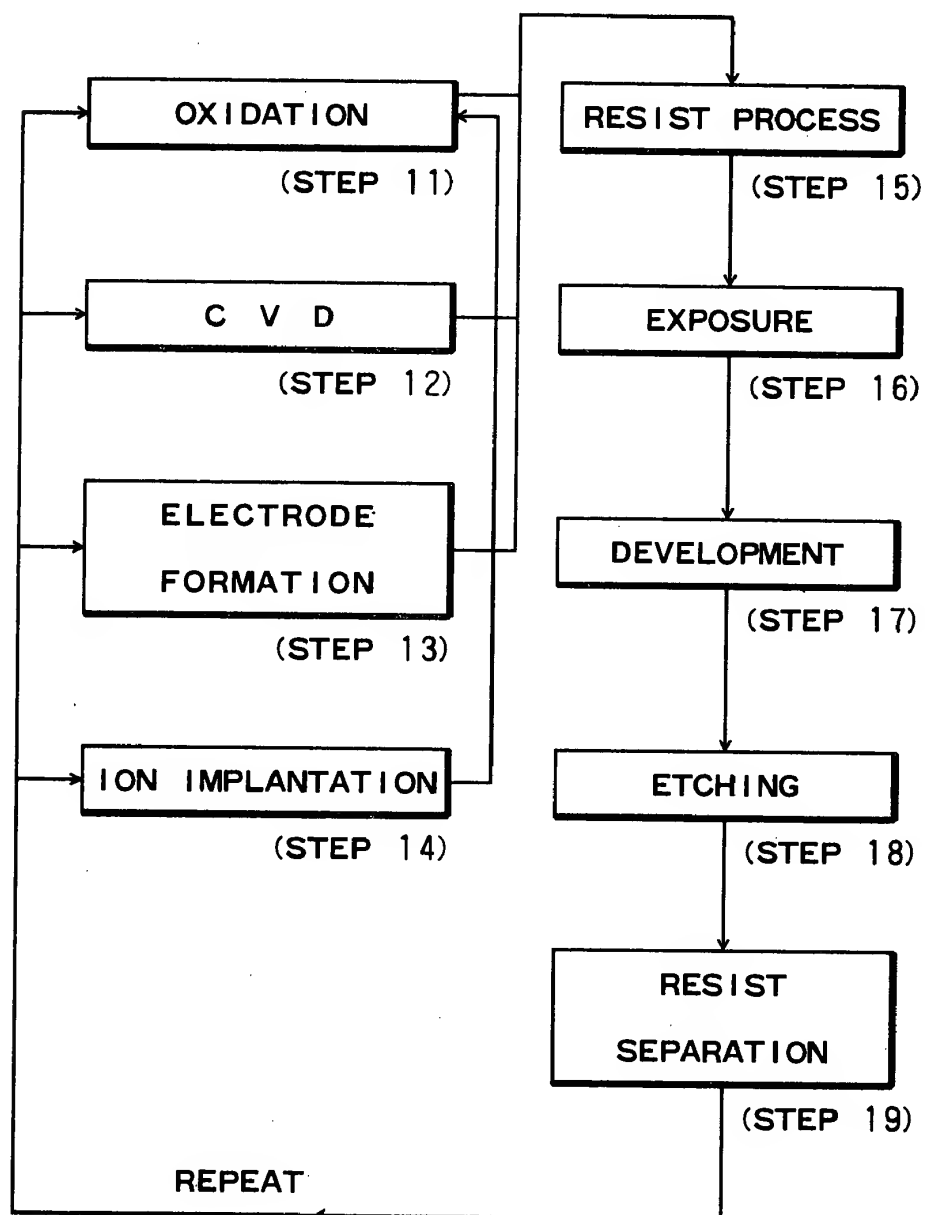 OXIDATION
(STEP 11)
C V D
(STEP 12)
ELECTRODE
FORMATION
(STEP 13)
ION IMPLANTATION
(STEP 14)
RESIST PROCESS
(STEP 15)
EXPOSURE
(STEP 16)
DEVELOPMENT
(STEP 17)
ETCHING
(STEP 18)
RESIST
SEPARATION
(STEP 19)
REPEAT